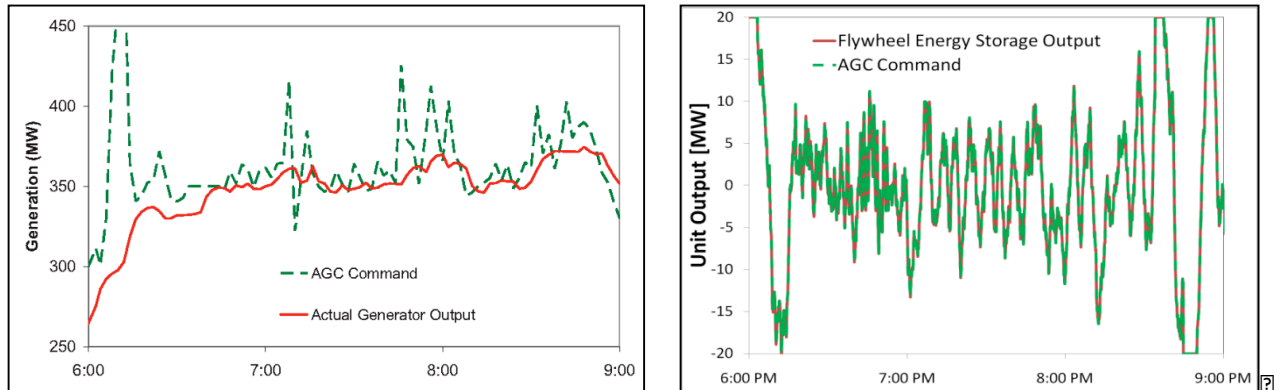 450
400
350
300
250
Generation (MW)
AGC Command
Actual Generator Output
6:00 7:00 8:00 9:00
20
15
10
5
0
-5
-10
-15
-20
Unit Output [MW]
Flywheel Energy Storage Output
AGC Command
6:00 PM 7:00 PM 8:00 PM 9:00 PM
?